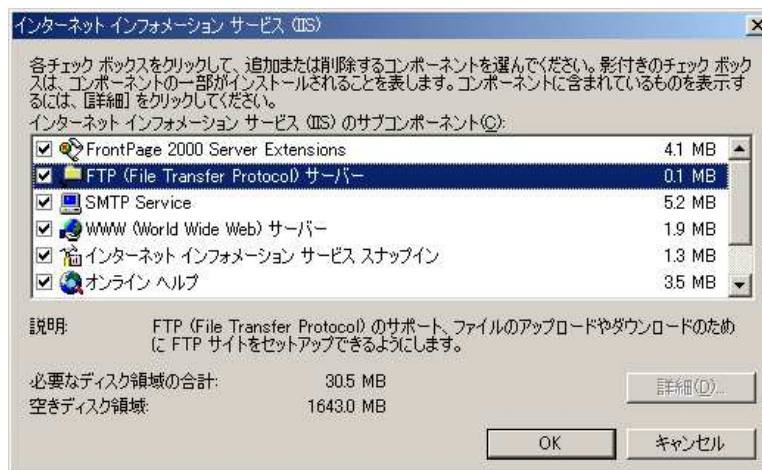 インターネット インフォメーション サービス (IIS)
各チェック ボックスをクリックして、追加または削除するコンポーネントを選んでください。影付きのチェック ボック
スは、コンポーネントの一部がインストールされることを表します。コンポーネントに含まれているものを表示す
るには、[詳細] をクリックしてください。
インターネット インフォメーション サービス (IIS) のサブコンポーネント(C):
FrontPage 2000 Server Extensions 4.1 MB
FTP (File Transfer Protocol) サーバー 0.1 MB
SMTP Service 5.2 MB
WWW (World Wide Web) サーバー 1.9 MB
インターネット インフォメーション サービス スナップイン 1.3 MB
オンライン ヘルプ 3.5 MB
説明: FTP (File Transfer Protocol) のサポート、ファイルのアップロードやダウンロードのため
に FTP サイトをセットアップできるようにします。
必要なディスク領域の合計: 30.5 MB
空きディスク領域: 1643.0 MB
詳細(D)...
OK キャンセル